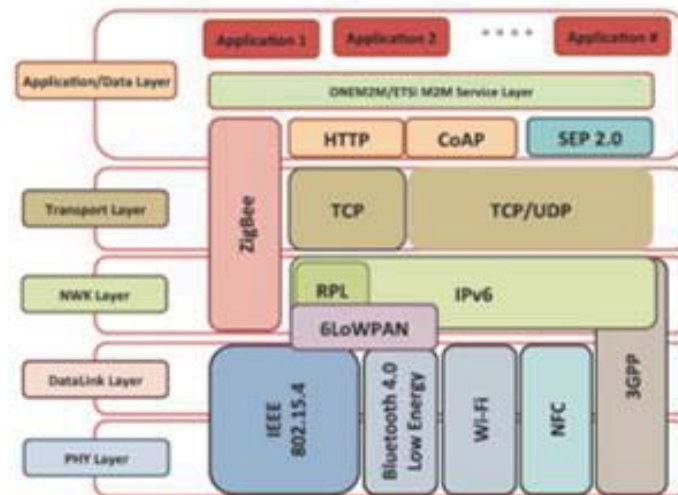 Application 1
Application 2
Application #
Application/Data Layer
ONEM2M/ETSI M2M Service Layer
HTTP
CoAP
SEP 2.0
ZigBee
Transport Layer
TCP
TCP/UDP
NWK Layer
RPL
IPv6
6LoWPAN
DataLink Layer
IEEE
802.15.4
Bluetooth 4.0
Low Energy
Wi-Fi
NFC
3GPP
PHY Layer